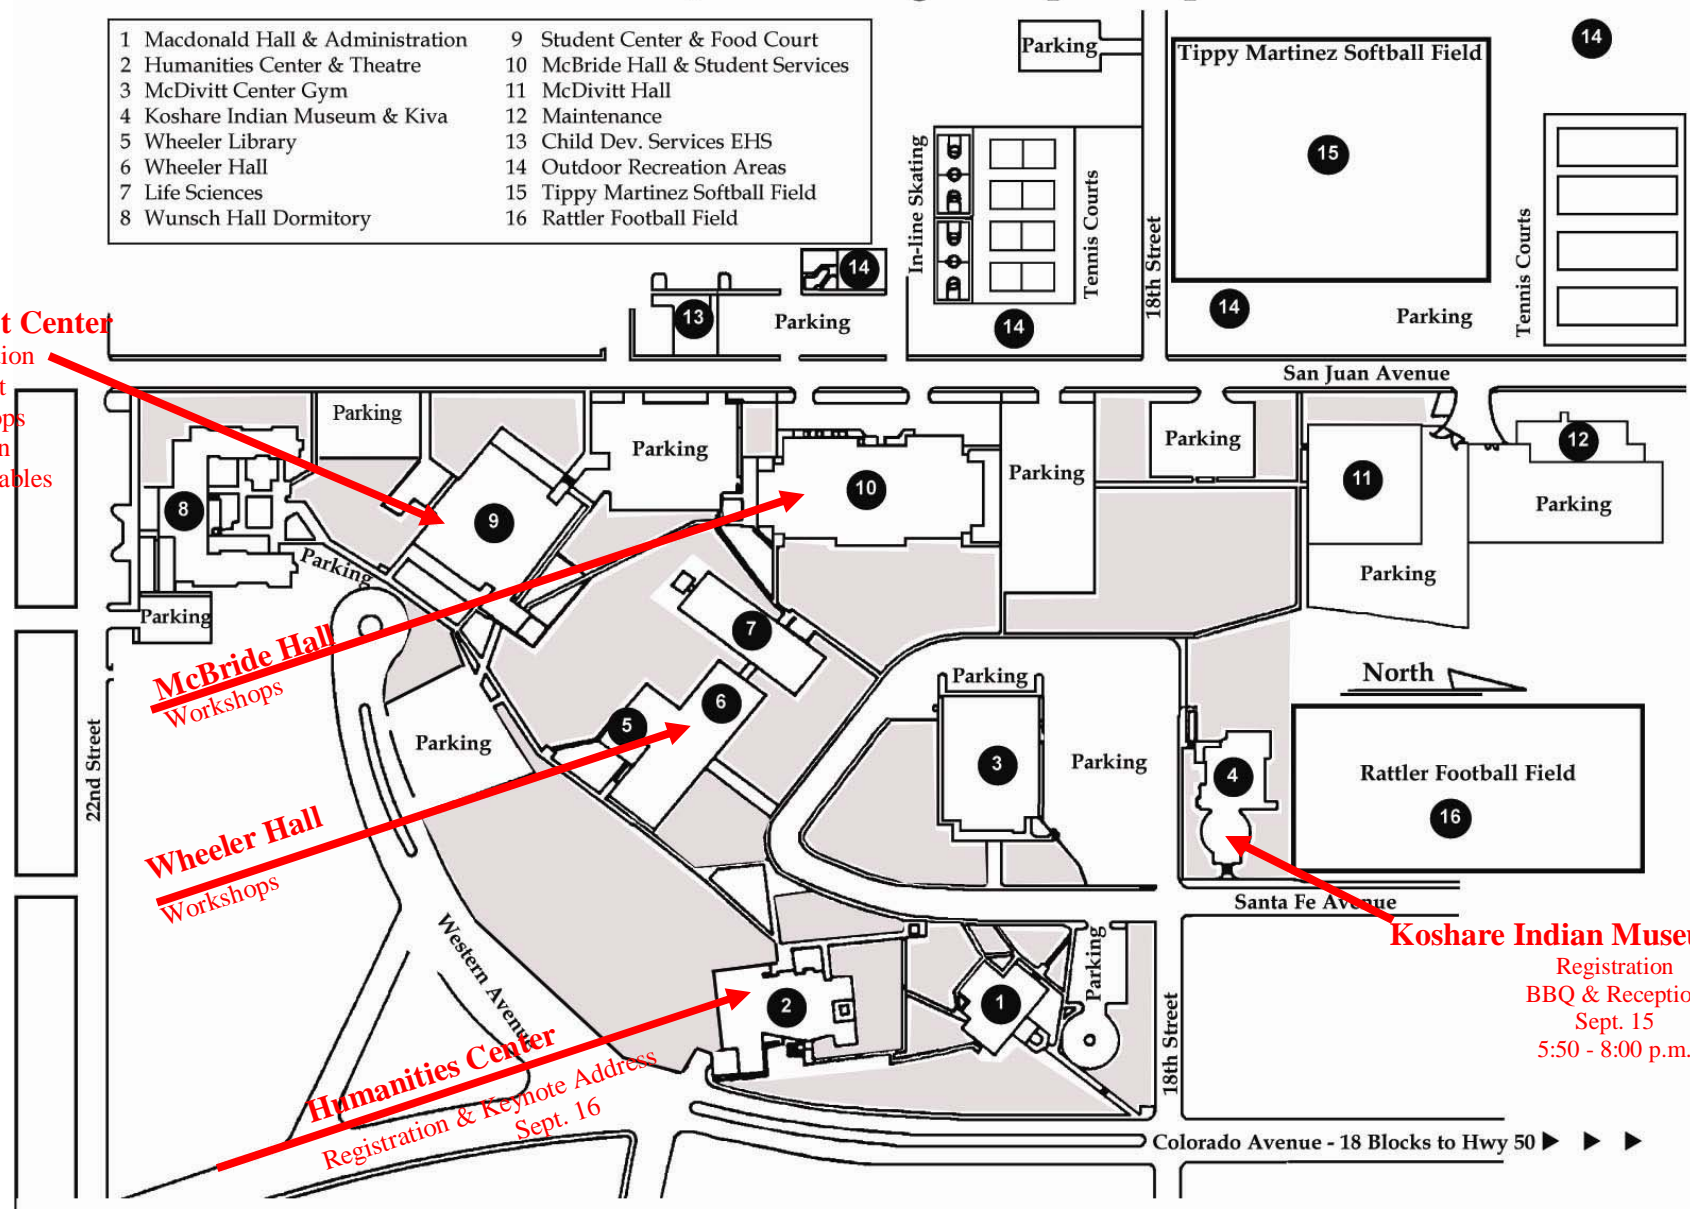 1 Macdonald Hall & Administration
2 Humanities Center & Theatre
3 McDivitt Center Gym
4 Koshare Indian Museum & Kiva
5 Wheeler Library
6 Wheeler Hall
7 Life Sciences
8 Wunsch Hall Dormitory
9 Student Center & Food Court
10 McBride Hall & Student Services
11 McDivitt Hall
12 Maintenance
13 Child Dev. Services EHS
14 Outdoor Recreation Areas
15 Tippy Martinez Softball Field
16 Rattler Football Field
Parking
Tippy Martinez Softball Field
14
15
In-line Skating
Tennis Courts
18th Street
Tennis Courts
14
13
Parking
14
14
Parking
t Center
San Juan Avenue
Parking
Parking
Parking
Parking
12
11
10
9
8
Parking
Parking
Parking
Parking
7
McBride Hall
Workshops
Parking
North
6
5
Parking
22nd Street
3
Parking
4
Rattler Football Field
16
Wheeler Hall
Workshops
Santa Fe Avenue
Western Avenue
Parking
Koshare Indian
Registration
BBQ &
Sept. 15
5:50 - 8:00 p.m.
2
1
18th Street
Humanities Center
Registration & Keynote Address
Sept. 16
Colorado Avenue - 18 Blocks to Hwy 50